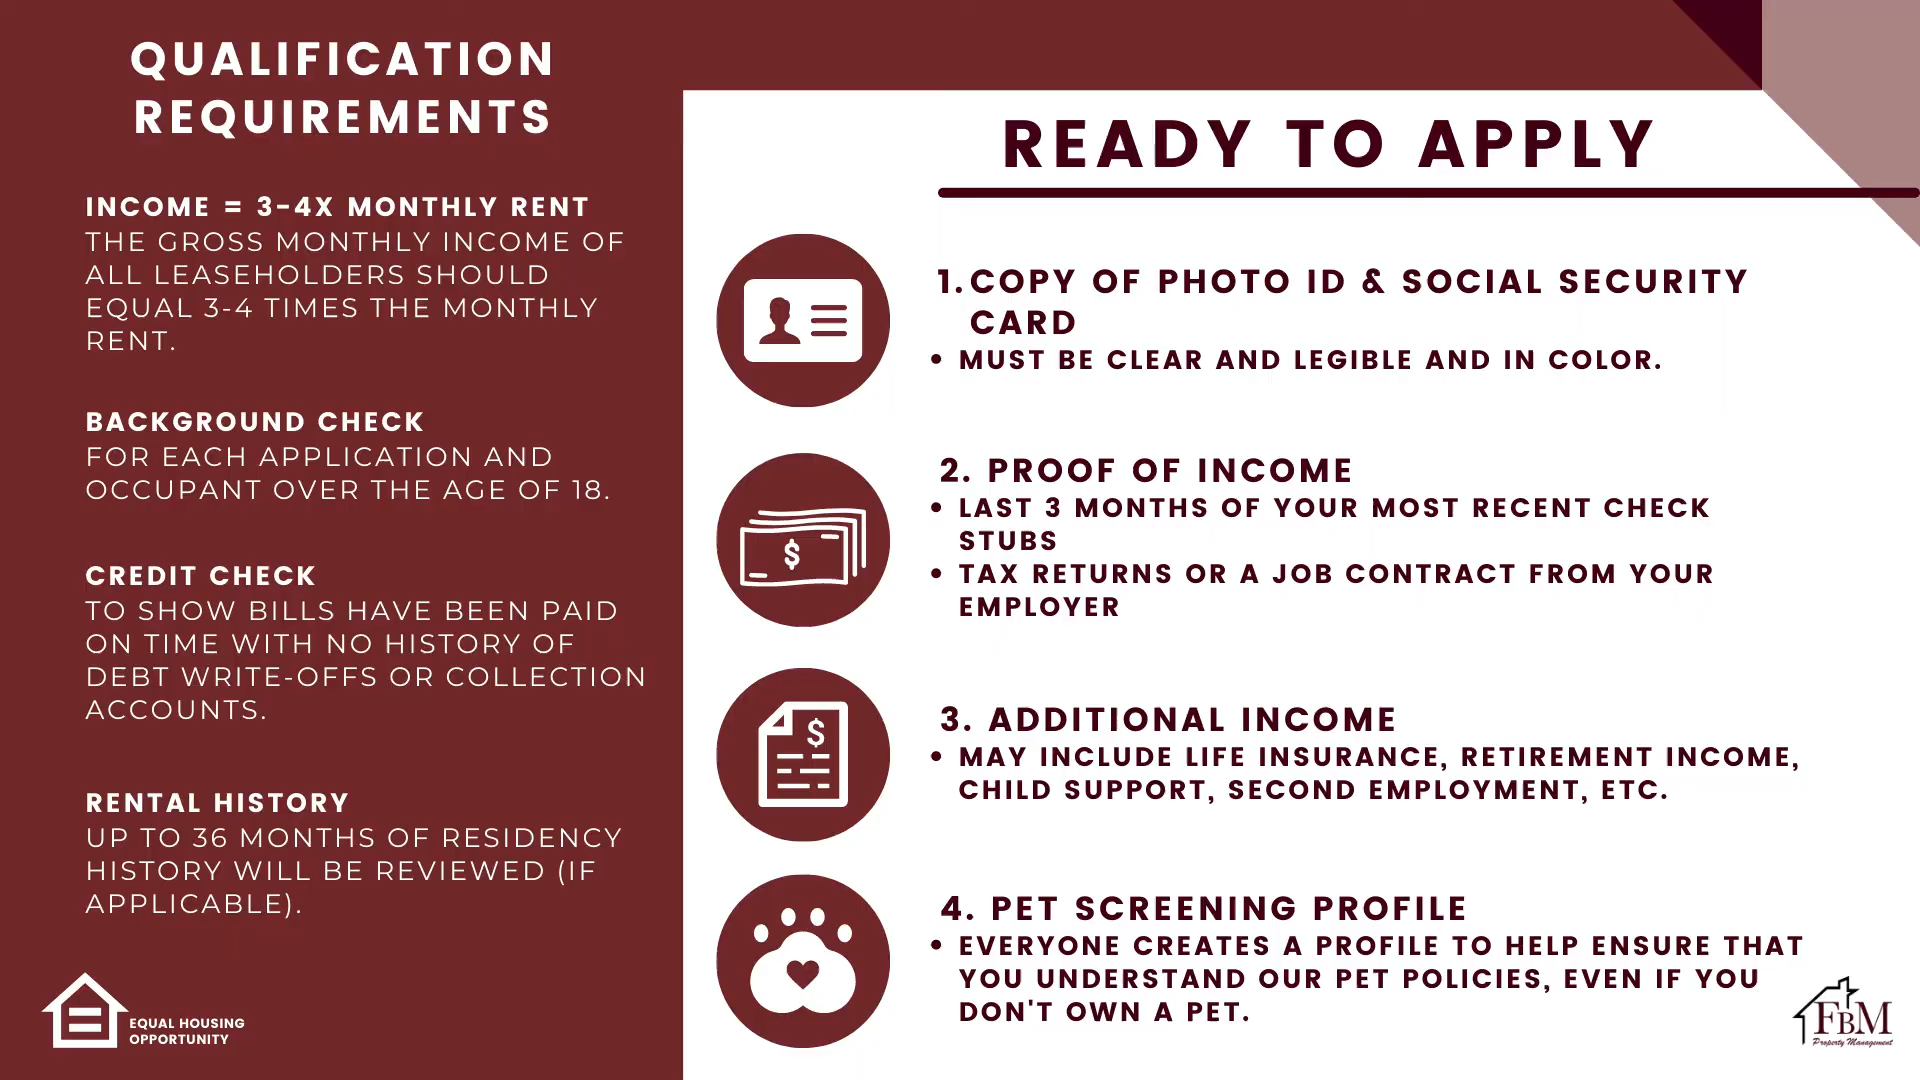 QUALIFICATION
REQUIREMENTS
INCOME = 3-4X MONTHLY RENT
THE GROSS MONTHLY INCOME OF
ALL LEASEHOLDERS SHOULD
EQUAL 3-4 TIMES THE MONTHLY
RENT.
BACKGROUND CHECK
FOR EACH APPLICATION AND
OCCUPANT OVER THE AGE OF 18.
CREDIT CHECK
TO SHOW BILLS HAVE BEEN PAID
ON TIME WITH NO HISTORY OF
DEBT WRITE-OFFS OR COLLECTION
ACCOUNTS.
RENTAL HISTORY
UP TO 36 MONTHS OF RESIDENCY
HISTORY WILL BE REVIEWED (IF
APPLICABLE).
EQUAL HOUSING
OPPORTUNITY
READY TO APPLY
1. COPY OF PHOTO ID & SOCIAL SECURITY
CARD
• MUST BE CLEAR AND LEGIBLE AND IN COLOR.
$
2. PROOF OF INCOME
• LAST 3 MONTHS OF YOUR MOST RECENT CHECK
STUBS
• TAX RETURNS OR A JOB CONTRACT FROM YOUR
EMPLOYER
$
3. ADDITIONAL INCOME
• MAY INCLUDE LIFE INSURANCE, RETIREMENT INCOME,
CHILD SUPPORT, SECOND EMPLOYMENT, ETC.
4. PET SCREENING PROFILE
• EVERYONE CREATES A PROFILE TO HELP ENSURE THAT
YOU UNDERSTAND OUR PET POLICIES, EVEN IF YOU
DON'T OWN A PET.
FBM
Property Management